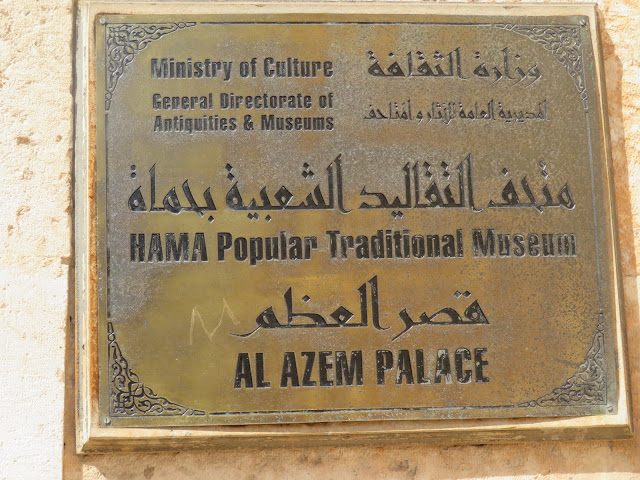 Ministry of Culture
وزارة الثقافة
General Directorate of
Antiquities & Museums
المديرية العامة للآثار والمتاحف
متحف التقاليد الشعبية بحماة
HAMA Popular Traditional Museum
قصر العظم
M
AL AZEM PALACE